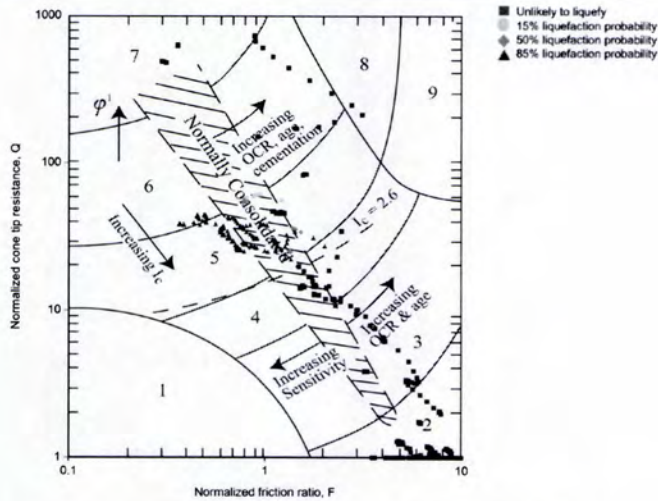 Unlikely to liquefy
15% liquefaction probability
50% liquefaction probability
85% liquefaction probability
Normalized cone tip resistance, Q
1000
100
10
1
7
8
9
φ'
Increasing
OCR, age,
cementation
Normally Consolidated
6
Increasing Ic
Ic = 2.6
5
4
Increasing
OCR & age
3
Increasing
Sensitivity
1
2
0.1
1
10
Normalized friction ratio, F